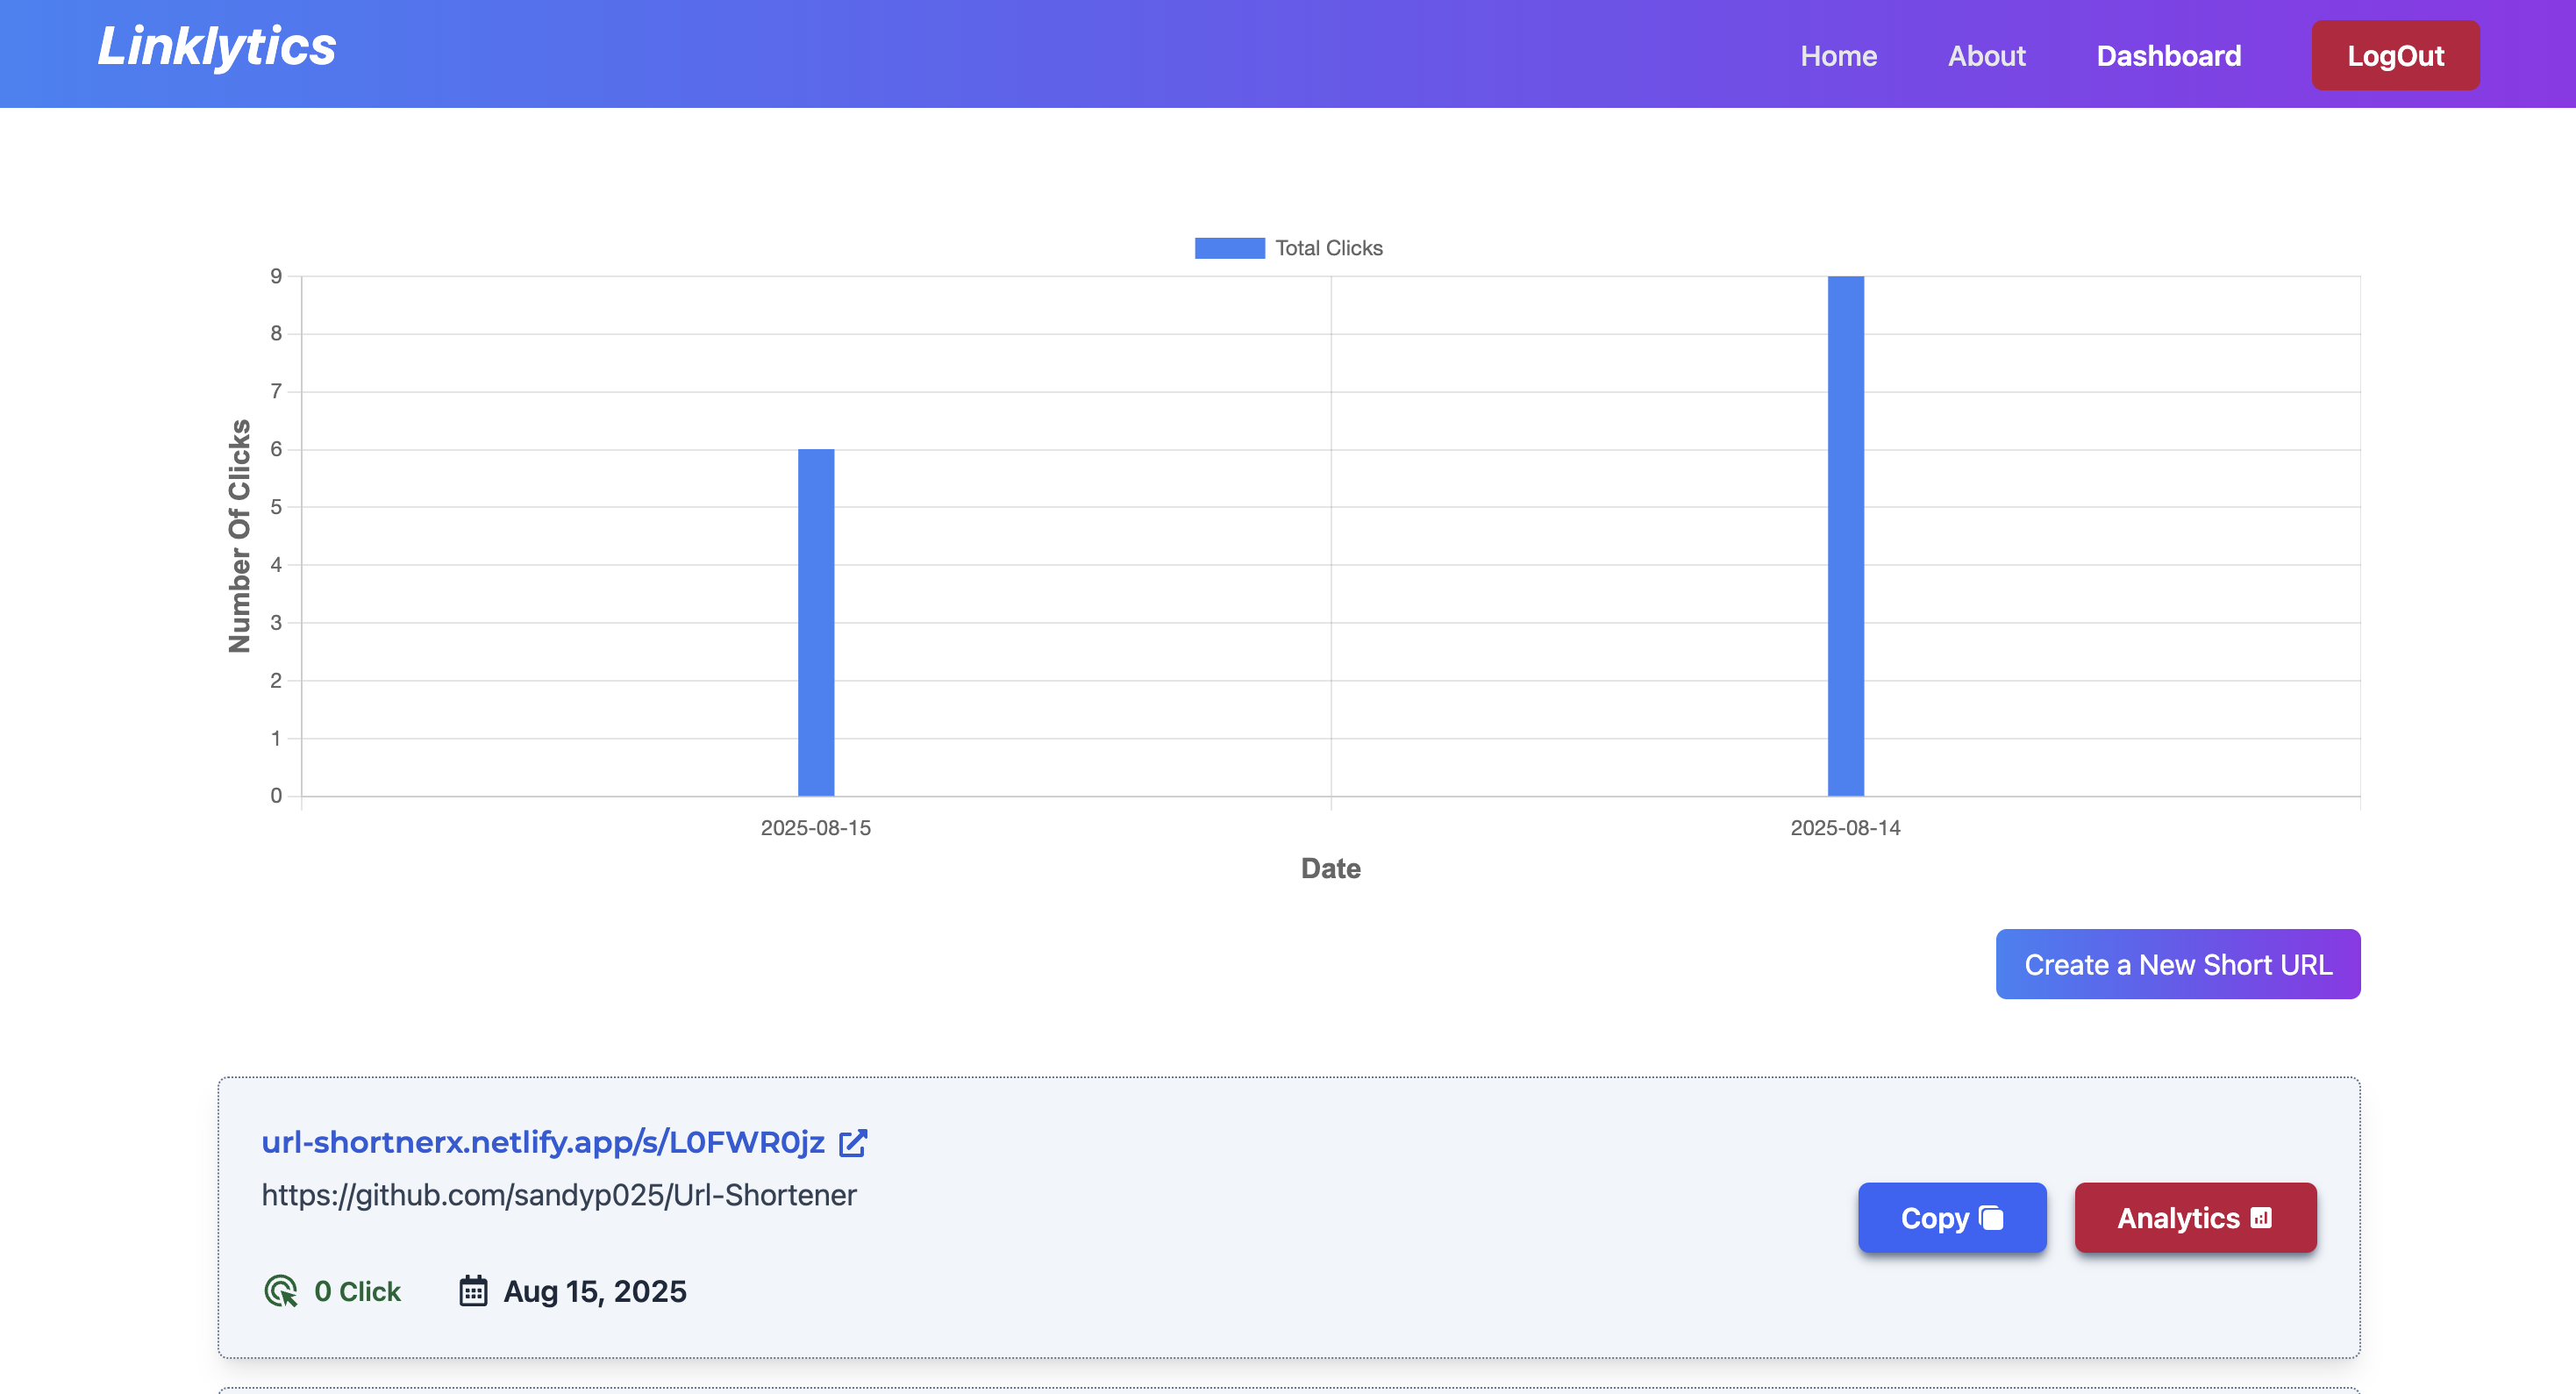 Linklytics
Home About Dashboard LogOut
Total Clicks
Number Of Clicks
9
8
7
6
5
4
3
2
1
0
2025-08-15 2025-08-14
Date
Create a New Short URL
url-shortnerx.netlify.app/s/L0FWR0jz
https://github.com/sandyp025/Url-Shortener
Copy Analytics
0 Click Aug 15, 2025